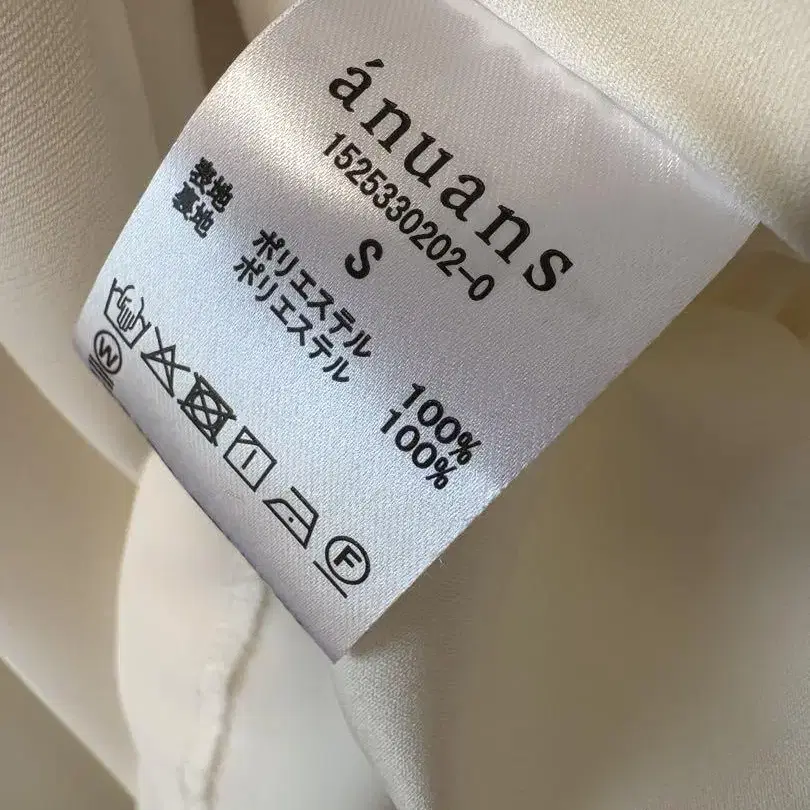 ánuans
1525330202-0
S
表地 ポリエステル 100%
裏地 ポリエステル 100%
F
W